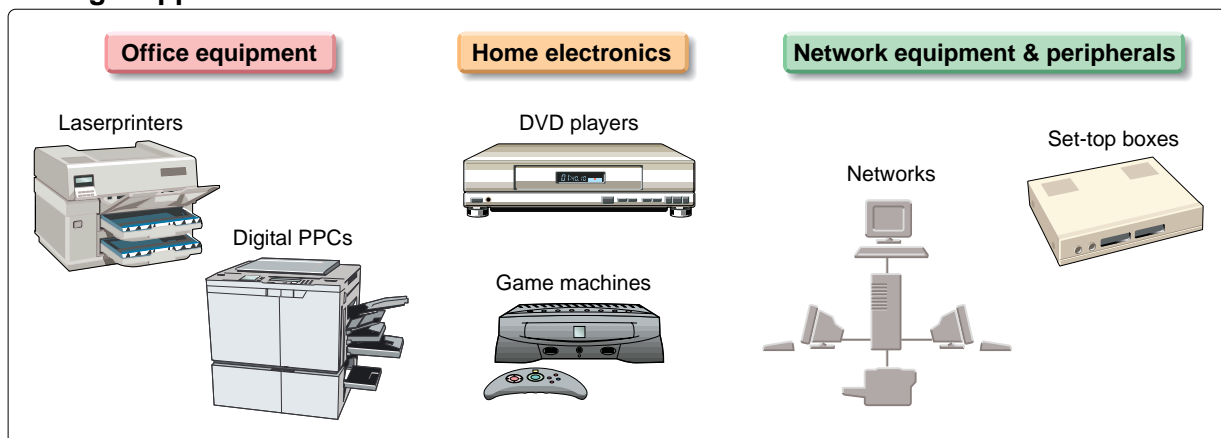 Office equipment
Home electronics
Network equipment & peripherals
Laserprinters
DVD players
Set-top boxes
Networks
Digital PPCs
Game machines